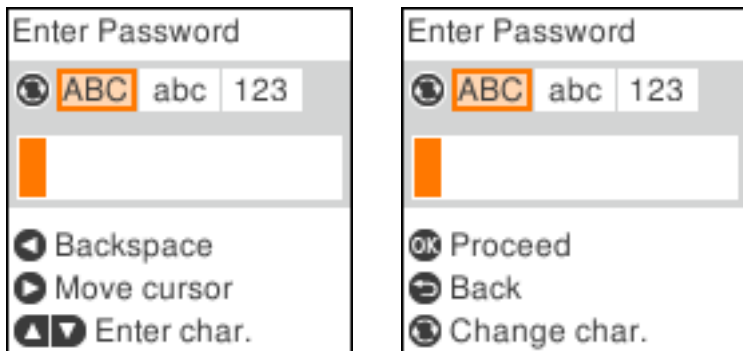 Enter Password
ABC abc 123
Backspace
Move cursor
Enter char.
Enter Password
ABC abc 123
OK Proceed
Back
Change char.